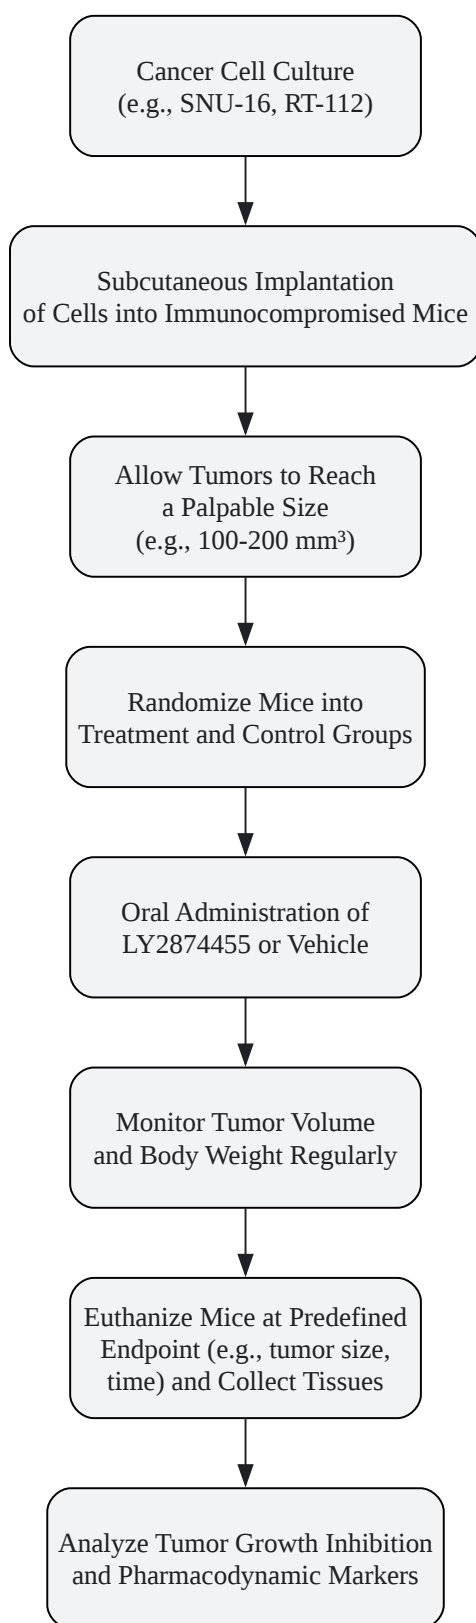 Cancer Cell Culture
(e.g., SNU-16, RT-112)
Subcutaneous Implantation
of Cells into Immunocompromised Mice
Allow Tumors to Reach
a Palpable Size
(e.g., 100-200 mm³)
Randomize Mice into
Treatment and Control Groups
Oral Administration of
LY2874455 or Vehicle
Monitor Tumor Volume
and Body Weight Regularly
Euthanize Mice at Predefined
Endpoint (e.g., tumor size,
time) and Collect Tissues
Analyze Tumor Growth Inhibition
and Pharmacodynamic Markers